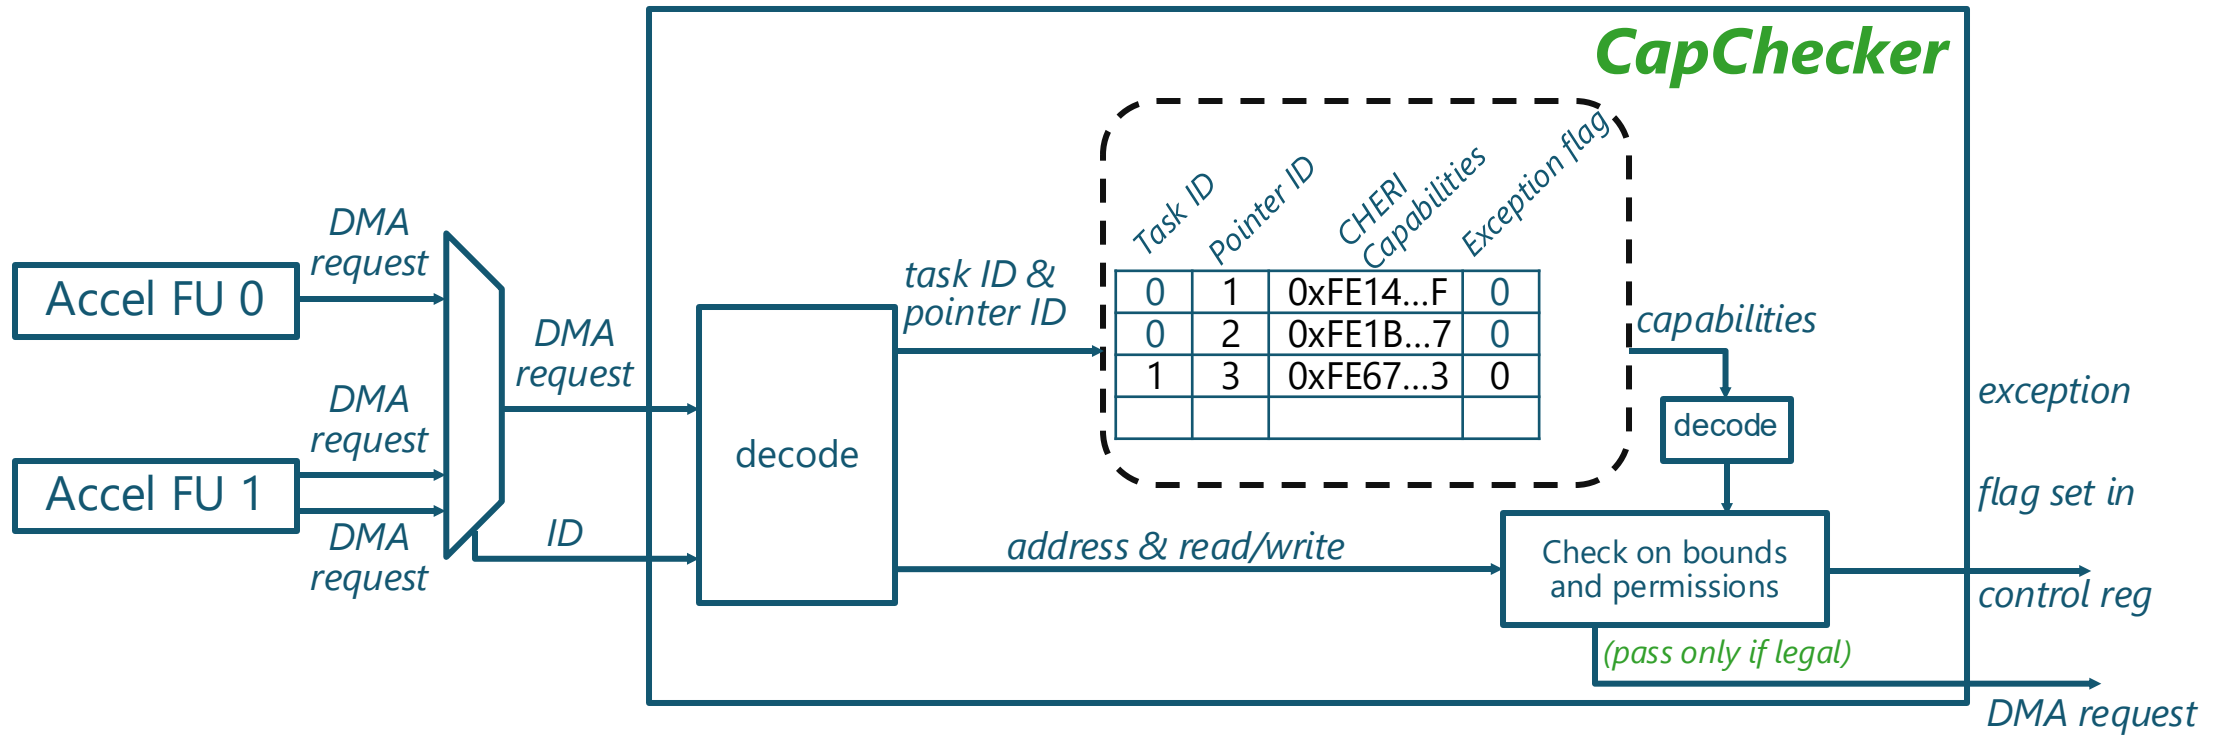 CapChecker
DMA
request
Accel FU 0
DMA
request
Accel FU 1
DMA
request
DMA
request
ID
decode
task ID &
pointer ID
address & read/write
Task ID
Pointer ID
CHERI
Capabilities
Exception flag
0 1 0xFE14...F 0
0 2 0xFE1B...7 0
1 3 0xFE67...3 0
capabilities
decode
Check on bounds
and permissions
(pass only if legal)
exception
flag set in
control reg
DMA request